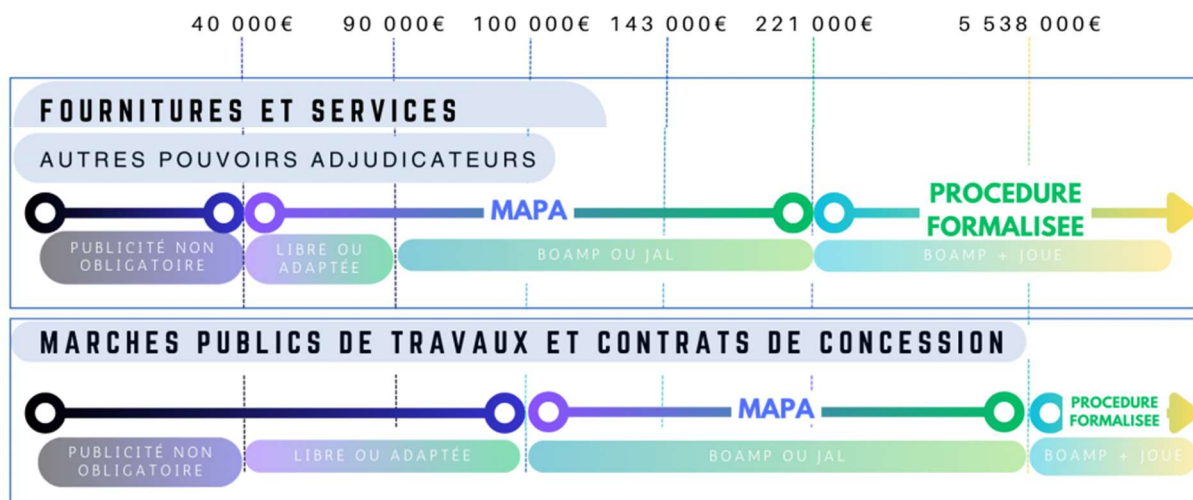 40 000€ 90 000€ 100 000€ 143 000€ 221 000€ 5 538 000€
FOURNITURES ET SERVICES
AUTRES POUVOIRS ADJUDICATEURS
MAPA
PROCEDURE
FORMALISEE
PUBLICITÉ NON
OBLIGATOIRE
LIBRE OU
ADAPTÉE
BOAMP OU JAL
BOAMP + JOUE
MARCHES PUBLICS DE TRAVAUX ET CONTRATS DE CONCESSION
MAPA
PROCEDURE
FORMALISEE
PUBLICITÉ NON
OBLIGATOIRE
LIBRE OU ADAPTÉE
BOAMP OU JAL
BOAMP + JOUE